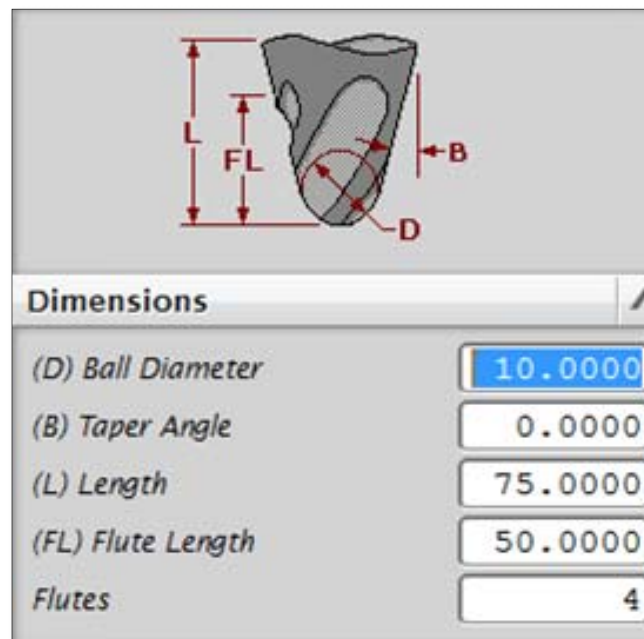 L
FL
B
D
Dimensions
(D) Ball Diameter 10.0000
(B) Taper Angle 0.0000
(L) Length 75.0000
(FL) Flute Length 50.0000
Flutes 4